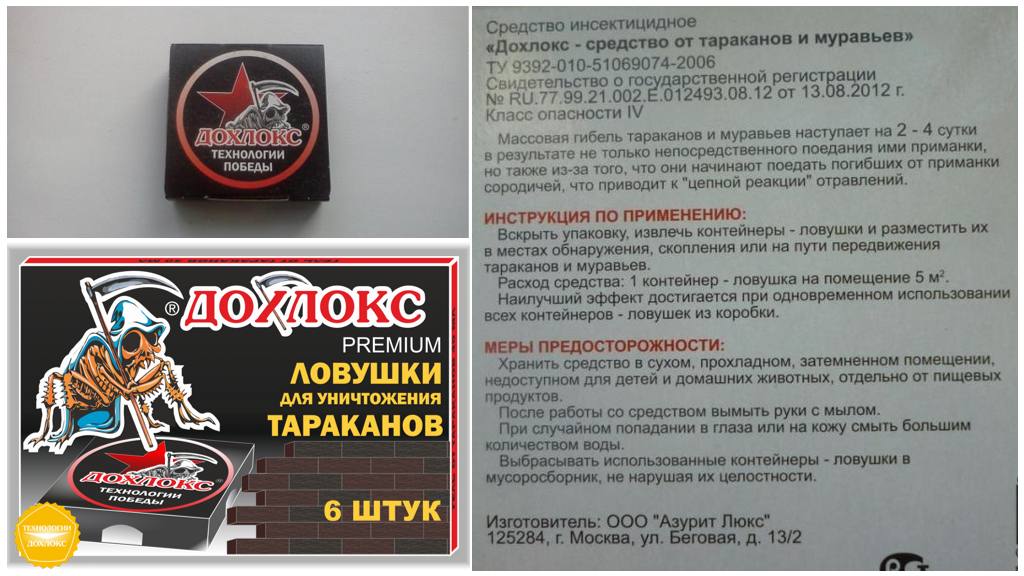 ДОХЛОКС®
ТЕХНОЛОГИИ
ПОБЕДЫ
® ДОХЛОКС
PREMIUM
ЛОВУШКИ
ДЛЯ УНИЧТОЖЕНИЯ
ТАРАКАНОВ
ДОХЛОКС
ТЕХНОЛОГИИ
ПОБЕДЫ
6 ШТУК
ТЕХНОЛОГИИ
ДОХЛОКС
Средство инсектицидное
«Дохлокс - средство от тараканов и муравьев»
ТУ 9392-010-51069074-2006
Свидетельство о государственной регистрации
№ RU.77.99.21.002.Е.012493.08.12 от 13.08.2012 г.
Класс опасности IV
Массовая гибель тараканов и муравьев наступает на 2 - 4 сутки
в результате не только непосредственного поедания ими приманки,
но также из-за того, что они начинают поедать погибших от приманки
сородичей, что приводит к "цепной реакции" отравлений.
ИНСТРУКЦИЯ ПО ПРИМЕНЕНИЮ:
Вскрыть упаковку, извлечь контейнеры - ловушки и разместить их
в местах обнаружения, скопления или на пути передвижения
тараканов и муравьев.
Расход средства: 1 контейнер - ловушка на помещение 5 м².
Наилучший эффект достигается при одновременном использовании
всех контейнеров - ловушек из коробки.
МЕРЫ ПРЕДОСТОРОЖНОСТИ:
Хранить средство в сухом, прохладном, затемненном помещении,
недоступном для детей и домашних животных, отдельно от пищевых
продуктов.
После работы со средством вымыть руки с мылом.
При случайном попадании в глаза или на кожу смыть большим
количеством воды.
Выбрасывать использованные контейнеры - ловушки в
мусоросборник, не нарушая их целостности.
Изготовитель: ООО "Азурит Люкс"
125284, г. Москва, ул. Беговая, д. 13/2